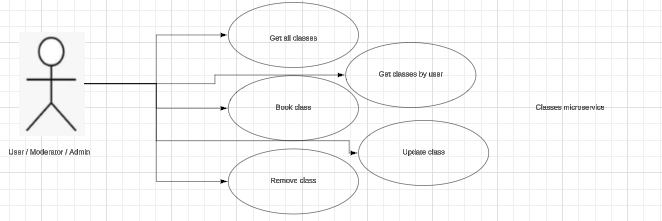 Get all classes
Get classes by user
Book class
Classes microservice
User / Moderator / Admin
Update class
Remove class